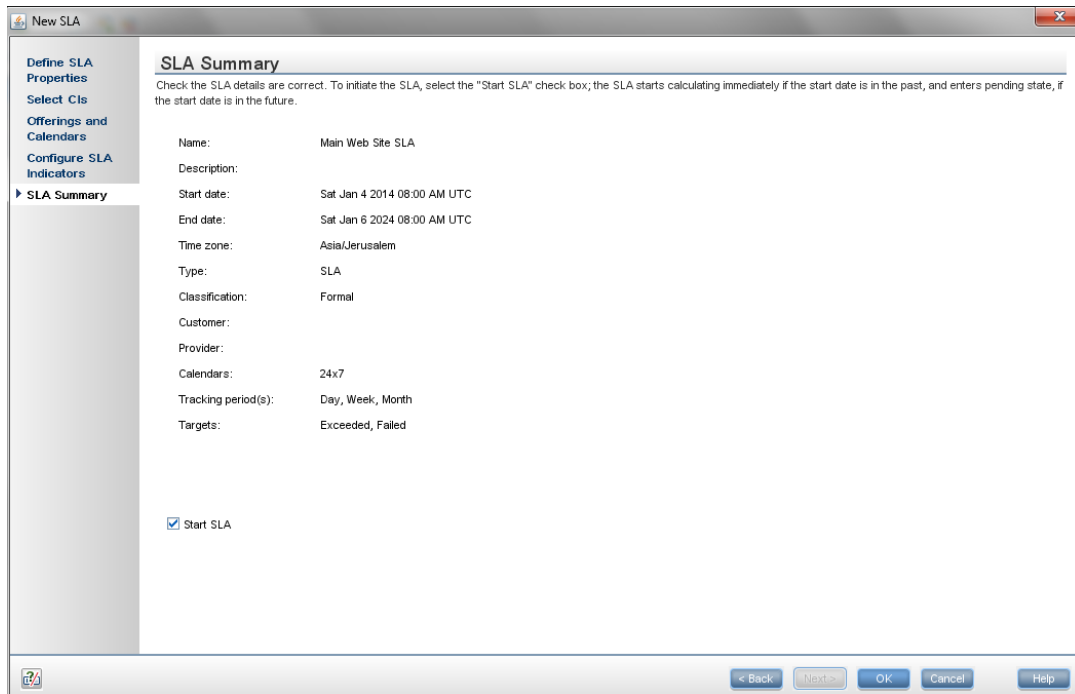 New SLA
Define SLA
Properties
Select CIs
Offerings and
Calendars
Configure SLA
Indicators
SLA Summary
SLA Summary
Check the SLA details are correct. To initiate the SLA, select the "Start SLA" check box; the SLA starts calculating immediately if the start date is in the past, and enters pending state, if
the start date is in the future.
Name: Main Web Site SLA
Description:
Start date: Sat Jan 4 2014 08:00 AM UTC
End date: Sat Jan 6 2024 08:00 AM UTC
Time zone: Asia/Jerusalem
Type: SLA
Classification: Formal
Customer:
Provider:
Calendars: 24x7
Tracking period(s): Day, Week, Month
Targets: Exceeded, Failed
Start SLA
< Back Next > OK Cancel Help